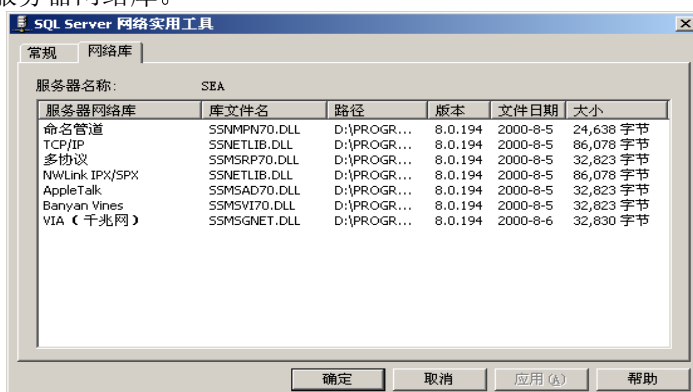 服务器网络库。
SQL Server 网络实用工具
常规 网络库
服务器名称: SEA
服务器网络库 库文件名 路径 版本 文件日期 大小
命名管道 SSNMPN70.DLL D:\PROGR... 8.0.194 2000-8-5 24,638 字节
TCP/IP SSNETLIB.DLL D:\PROGR... 8.0.194 2000-8-5 86,078 字节
多协议 SSMSRP70.DLL D:\PROGR... 8.0.194 2000-8-5 32,823 字节
NWLink IPX/SPX SSNETLIB.DLL D:\PROGR... 8.0.194 2000-8-5 86,078 字节
AppleTalk SSMSAD70.DLL D:\PROGR... 8.0.194 2000-8-5 32,823 字节
Banyan Vines SSMSVI70.DLL D:\PROGR... 8.0.194 2000-8-5 32,823 字节
VIA ( 千兆网 ) SSMSGNET.DLL D:\PROGR... 8.0.194 2000-8-6 32,830 字节
确定 取消 应用(A) 帮助